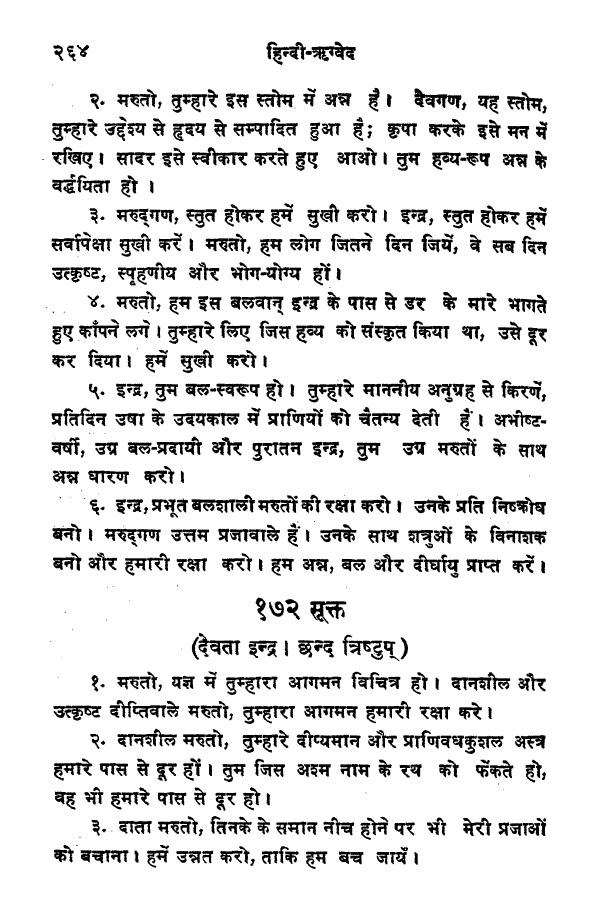 २६४ हिन्दी-ऋग्वेद
२. मरुतो, तुम्हारे इस स्तोम में अन्न है। देवगण, यह स्तोम,
तुम्हारे उद्देश्य से हृदय से सम्पादित हुआ है; कृपा करके इसे मन में
रखिए। सादर इसे स्वीकार करते हुए आओ। तुम हव्य-रूप अन्न के
वर्द्धयिता हो ।
३. मरुद्गण, स्तुत होकर हमें सुखी करो। इन्द्र, स्तुत होकर हमें
सर्वापेक्षा सुखी करें। मरुतो, हम लोग जितने दिन जियें, वे सब दिन
उत्कृष्ट, स्पृहणीय और भोग-योग्य हों।
४. मरुतो, हम इस बलवान् इन्द्र के पास से डर के मारे भागते
हुए काँपने लगे। तुम्हारे लिए जिस हव्य को संस्कृत किया था, उसे दूर
कर दिया। हमें सुखी करो।
५. इन्द्र, तुम बल-स्वरूप हो। तुम्हारे माननीय अनुग्रह से किरणें,
प्रतिदिन उषा के उदयकाल में प्राणियों को चैतन्य देती हैं। अभीष्ट-
वर्षी, उग्र बल-प्रदायी और पुरातन इन्द्र, तुम उग्र मरुतों के साथ
अन्न धारण करो।
६. इन्द्र, प्रभूत बलशाली मरुतों की रक्षा करो। उनके प्रति निष्क्रोध
बनो। मरुद्गण उत्तम प्रजावाले हैं। उनके साथ शत्रुओं के विनाशक
बनो और हमारी रक्षा करो। हम अन्न, बल और दीर्घायु प्राप्त करें।
१७२ सूक्त
(देवता इन्द्र। छन्द त्रिष्टुप्)
१. मरुतो, यज्ञ में तुम्हारा आगमन विचित्र हो। दानशील और
उत्कृष्ट दीप्तिवाले मरुतो, तुम्हारा आगमन हमारी रक्षा करे।
२. दानशील मरुतो, तुम्हारे दीप्यमान और प्राणिवधकुशल अस्त्र
हमारे पास से दूर हों। तुम जिस अश्म नाम के रथ को फेंकते हो,
वह भी हमारे पास से दूर हो।
३. दाता मरुतो, तिनके के समान नीच होने पर भी मेरी प्रजाओं
को बचाना। हमें उन्नत करो, ताकि हम बच जायँ।